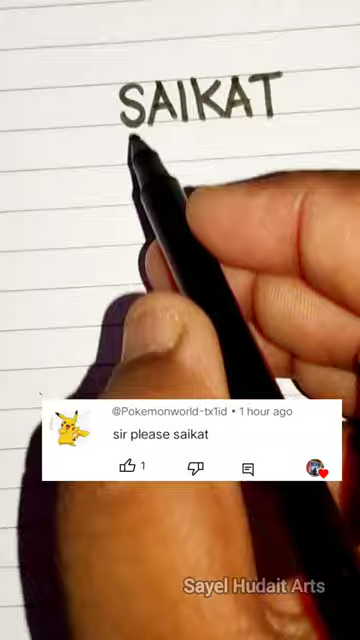 SAIKAT
@Pokemonworld-tx1id • 1 hour ago
sir please saikat
1
Sayel Hudait Arts